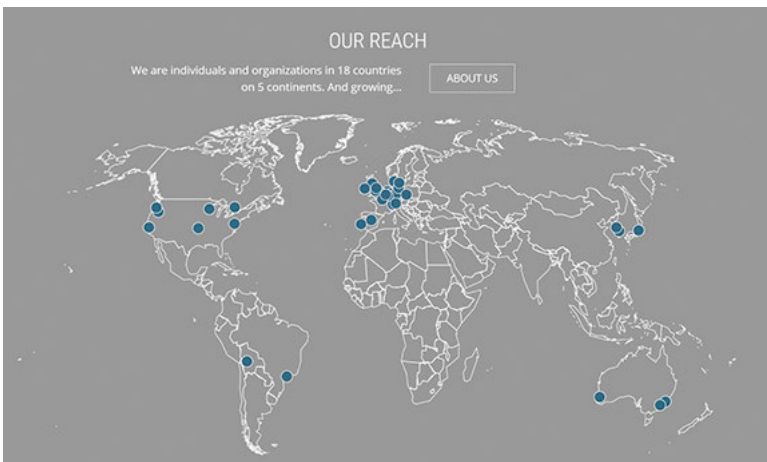 OUR REACH
We are individuals and organizations in 18 countries
on 5 continents. And growing...
ABOUT US